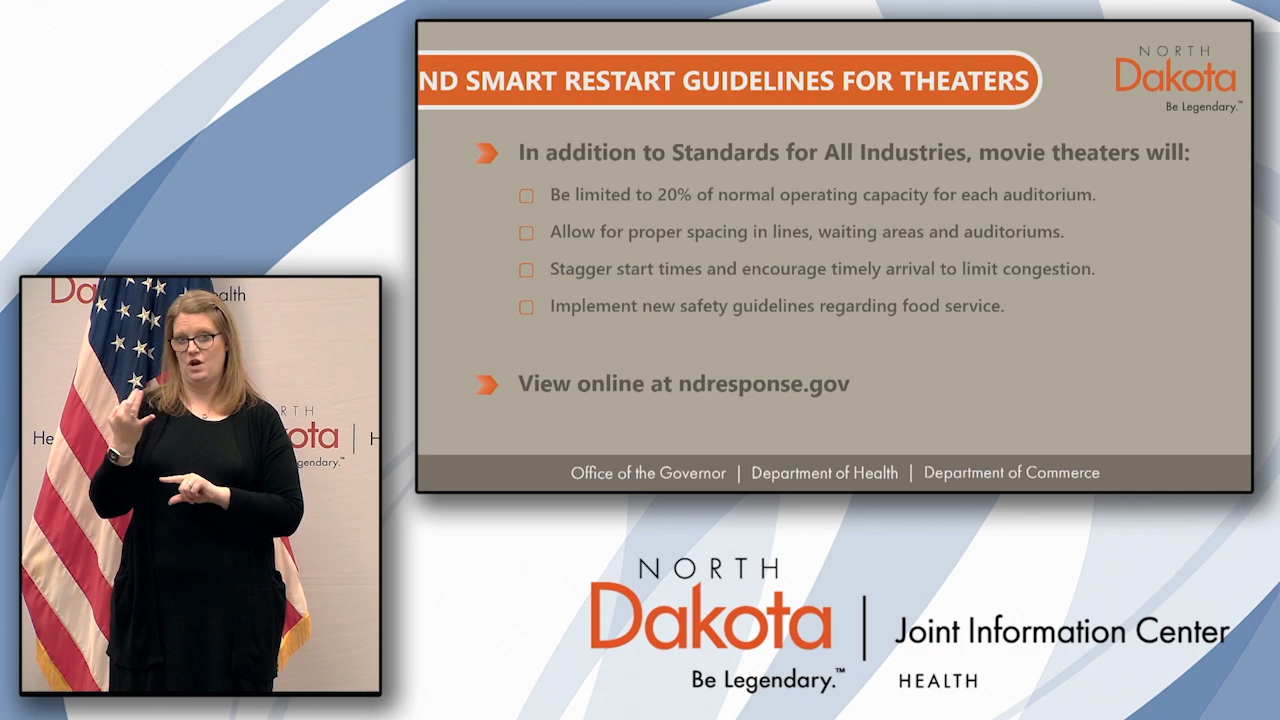 ND SMART RESTART GUIDELINES FOR THEATERS
NORTH
Dakota
Be Legendary.™
In addition to Standards for All Industries, movie theaters will:
Be limited to 20% of normal operating capacity for each auditorium.
Allow for proper spacing in lines, waiting areas and auditoriums.
Stagger start times and encourage timely arrival to limit congestion.
Implement new safety guidelines regarding food service.
View online at ndresponse.gov
Office of the Governor | Department of Health | Department of Commerce
NORTH
Dakota
Be Legendary.™
Joint Information Center
HEALTH